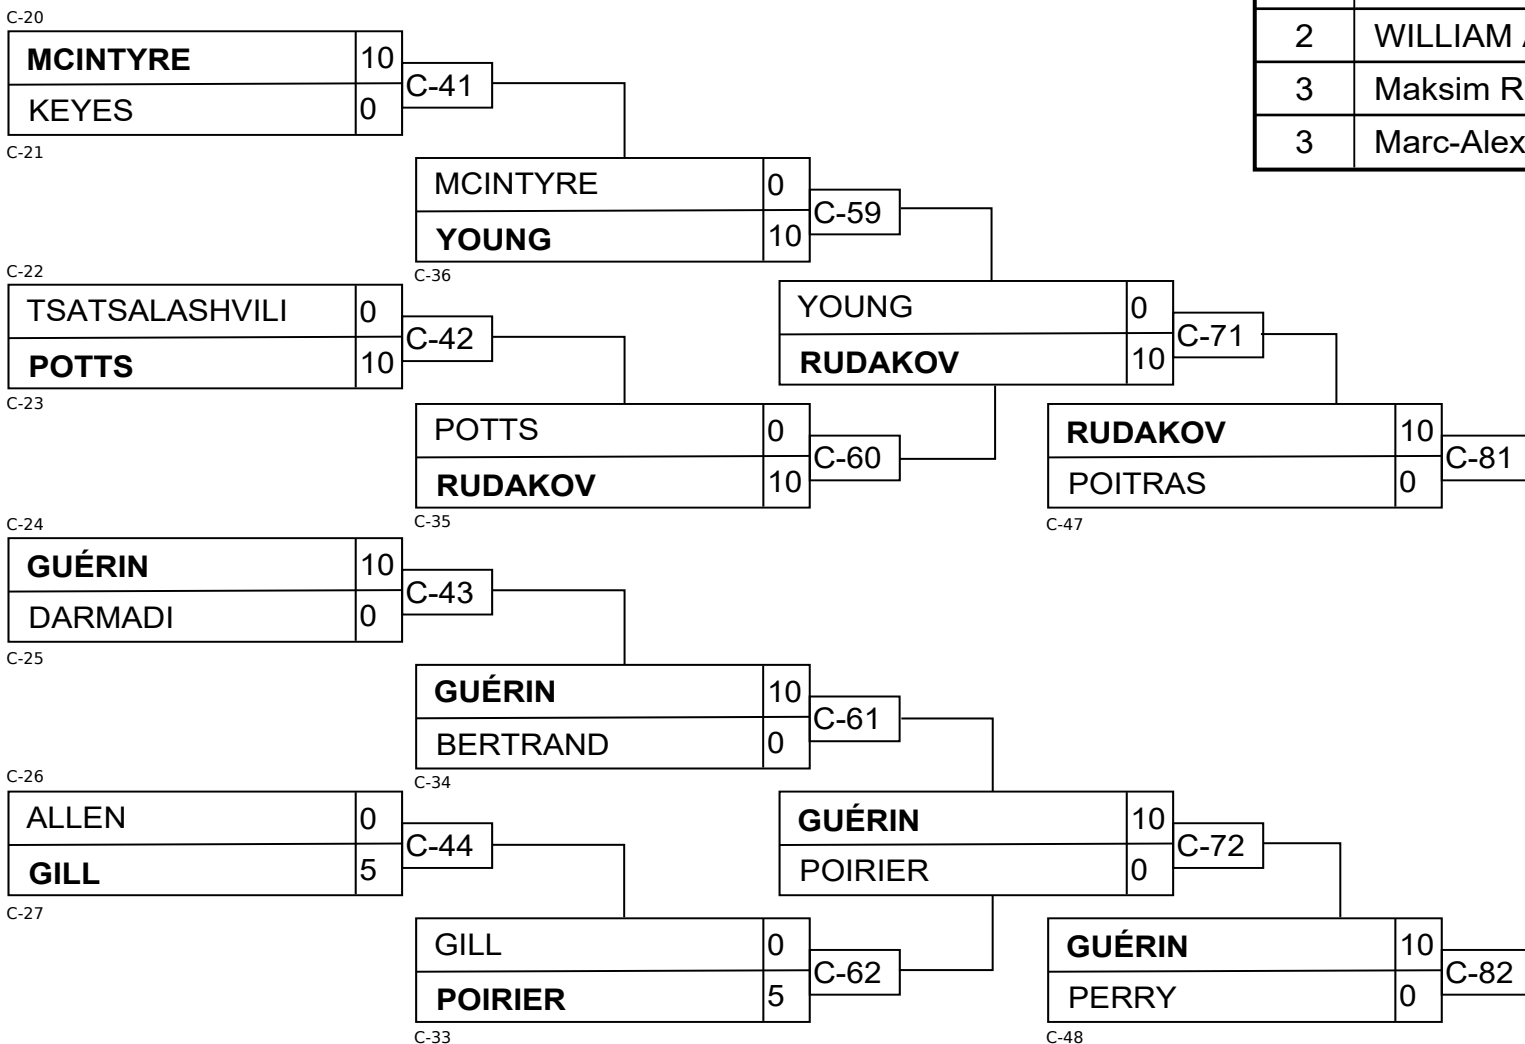 C-20
MCINTYRE 10
KEYES 0
C-41
C-21
2 WILLIAM
3 Maksim R
3 Marc-Alex
MCINTYRE 0
YOUNG 10
C-59
C-36
C-22
TSATSALASHVILI 0
POTTS 10
C-42
C-23
YOUNG 0
RUDAKOV 10
C-71
POTTS 0
RUDAKOV 10
C-60
C-35
RUDAKOV 10
POITRAS 0
C-81
C-47
C-24
GUÉRIN 10
DARMADI 0
C-43
C-25
GUÉRIN 10
BERTRAND 0
C-61
C-34
C-26
ALLEN 0
GILL 5
C-44
C-27
GUÉRIN 10
POIRIER 0
C-72
GILL 0
POIRIER 5
C-62
C-33
GUÉRIN 10
PERRY 0
C-82
C-48